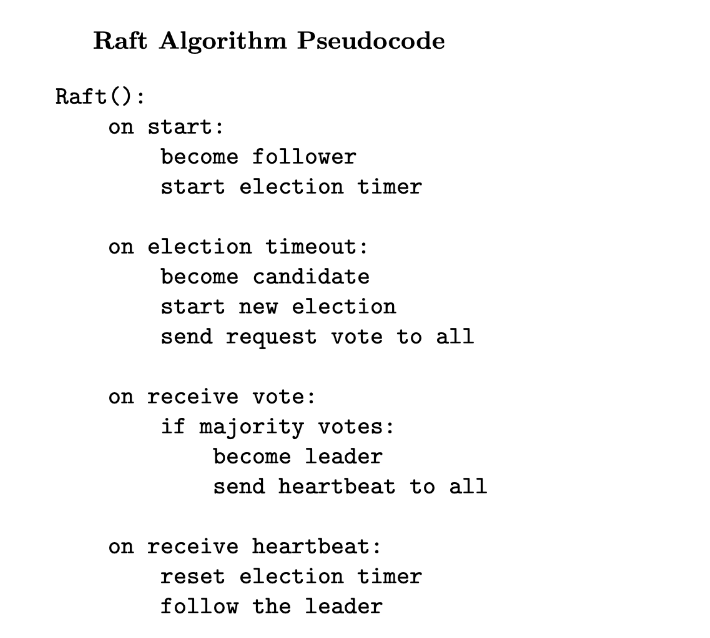 Raft Algorithm Pseudocode
Raft():
    on start:
        become follower
        start election timer

    on election timeout:
        become candidate
        start new election
        send request vote to all

    on receive vote:
        if majority votes:
            become leader
            send heartbeat to all

    on receive heartbeat:
        reset election timer
        follow the leader